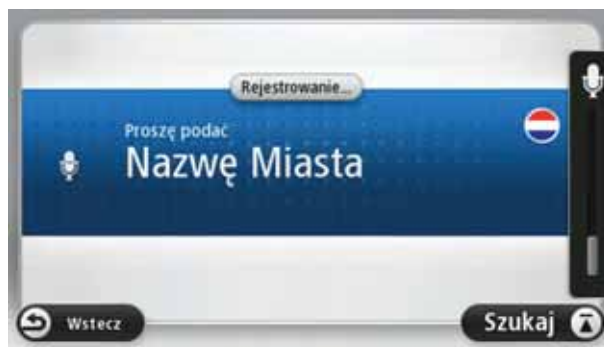 Rejestrowanie...
Proszę podać
Nazwę Miasta
Wstecz
Szukaj